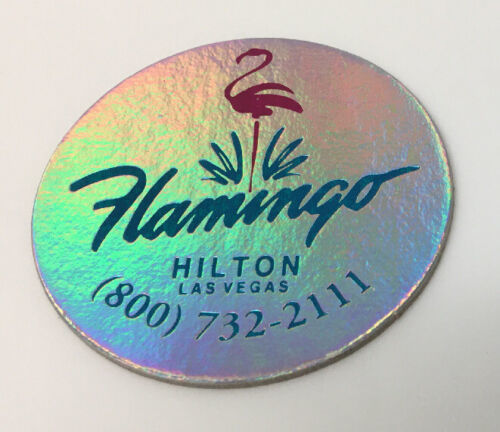 Flamingo
HILTON
LAS VEGAS
(800) 732-2111